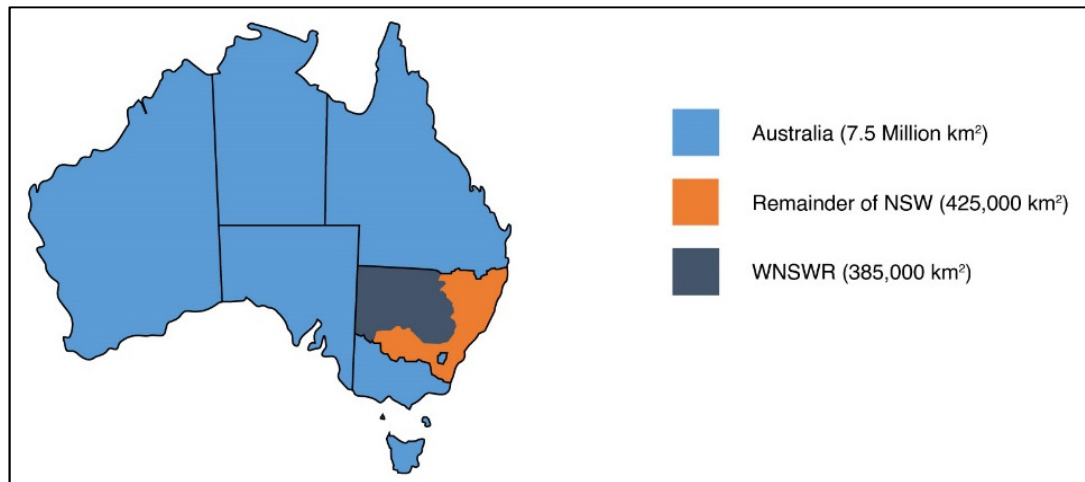 Australia (7.5 Million km²)
Remainder of NSW (425,000 km²)
WNSWR (385,000 km²)